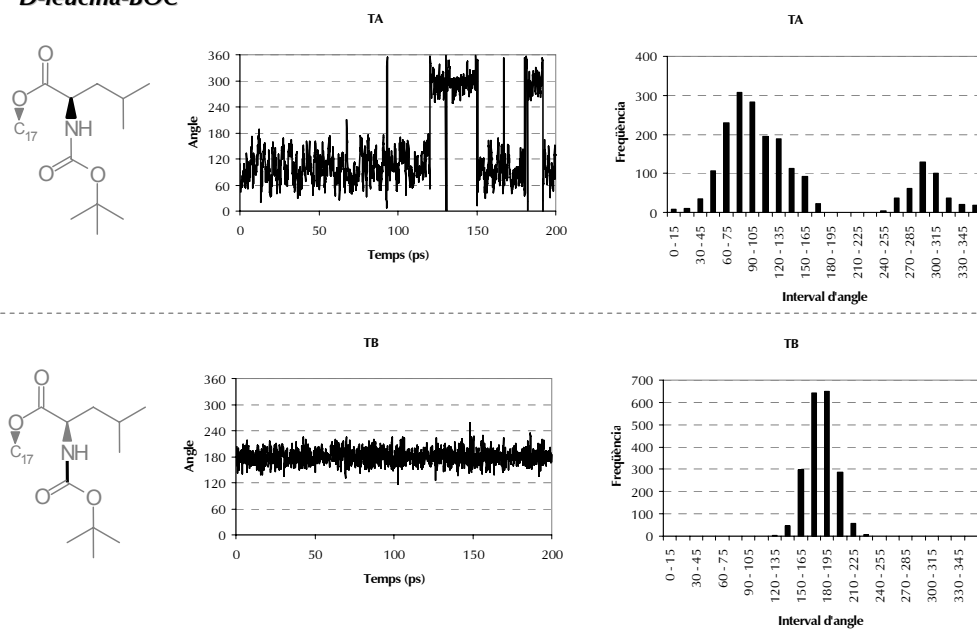 D-leucina-BOC
TA
TA
O
O
C17
NH
O
O
Angle
360
300
240
180
120
60
0
0
50
100
150
200
Temps (ps)
Freqüència
400
300
200
100
0
0 - 15
30 - 45
60 - 75
90 - 105
120 - 135
150 - 165
180 - 195
210 - 225
240 - 255
270 - 285
300 - 315
330 - 345
Interval d'angle
TB
TB
O
O
C17
NH
O
O
Angle
360
300
240
180
120
60
0
0
50
100
150
200
Temps (ps)
Freqüència
700
600
500
400
300
200
100
0
0 - 15
30 - 45
60 - 75
90 - 105
120 - 135
150 - 165
180 - 195
210 - 225
240 - 255
270 - 285
300 - 315
330 - 345
Interval d'angle